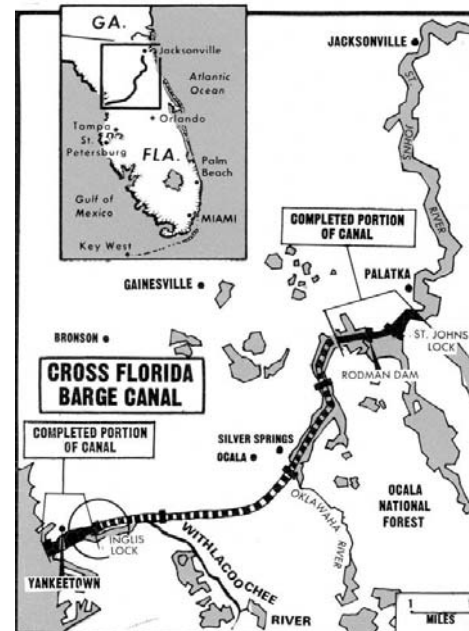 GA.
Jacksonville
Atlantic
Ocean
Orlando
Tampa
St.
Petersburg
FLA.
Palm
Beach
Gulf of
Mexico
MIAMI
Key West
JACKSONVILLE
ST. JOHNS RIVER
COMPLETED PORTION
OF CANAL
GAINESVILLE
PALATKA
BRONSON
ST. JOHNS
LOCK
RODMAN DAM
CROSS FLORIDA
BARGE CANAL
COMPLETED PORTION
OF CANAL
SILVER SPRINGS
OCALA
OKLAWAHA
RIVER
OCALA
NATIONAL
FOREST
INGLIS
LOCK
WITHLACOOCHEE
RIVER
YANKEETOWN
1
MILES